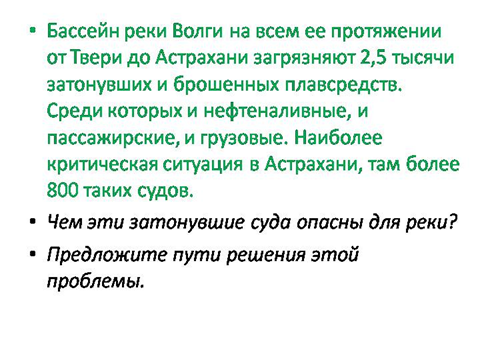 • Бассейн реки Волги на всем ее протяжении
от Твери до Астрахани загрязняют 2,5 тысячи
затонувших и брошенных плавсредств.
Среди которых и нефтеналивные, и
пассажирские, и грузовые. Наиболее
критическая ситуация в Астрахани, там более
800 таких судов.
• Чем эти затонувшие суда опасны для реки?
• Предложите пути решения этой
проблемы.